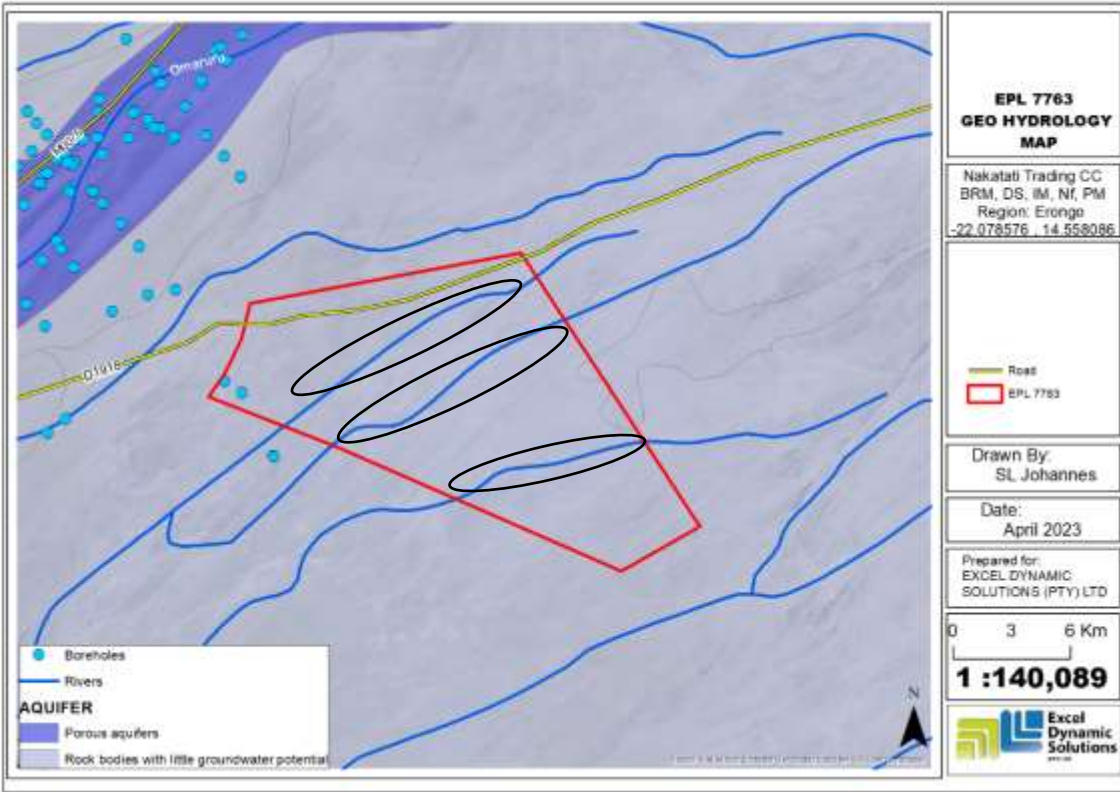 Omaruru
D1918
Boreholes
Rivers
AQUIFER
Porous aquifers
Rock bodies with little groundwater potential
N
EPL 7763
GEO HYDROLOGY
MAP
Nakatati Trading CC
BRM, DS, IM, Nf, PM
Region: Erongo
-22.078576 , 14.558086
Road
EPL 7763
Drawn By:
SL Johannes
Date:
April 2023
Prepared for:
EXCEL DYNAMIC
SOLUTIONS (PTY) LTD
0 3 6 Km
1 :140,089
Excel
Dynamic
Solutions